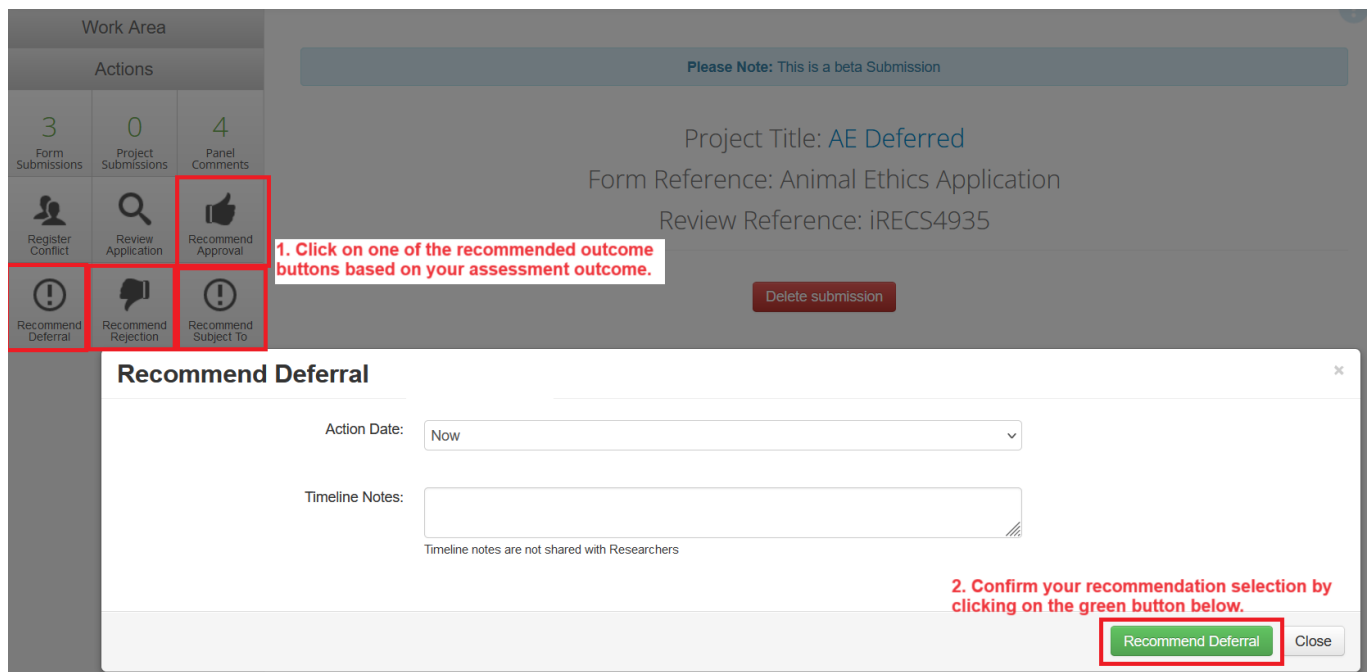 Work Area
Actions
Please Note: This is a beta Submission
3
Form
Submissions
0
Project
Submissions
4
Panel
Comments
Project Title: AE Deferred
Form Reference: Animal Ethics Application
Review Reference: iRECS4935
Register
Conflict
Review
Application
Recommend
Approval
1. Click on one of the recommended outcome
buttons based on your assessment outcome.
Recommend
Deferral
Recommend
Rejection
Recommend
Subject To
Delete submission
Recommend Deferral
×
Action Date:
Now
Timeline Notes:
Timeline notes are not shared with Researchers
2. Confirm your recommendation selection by
clicking on the green button below.
Recommend Deferral
Close